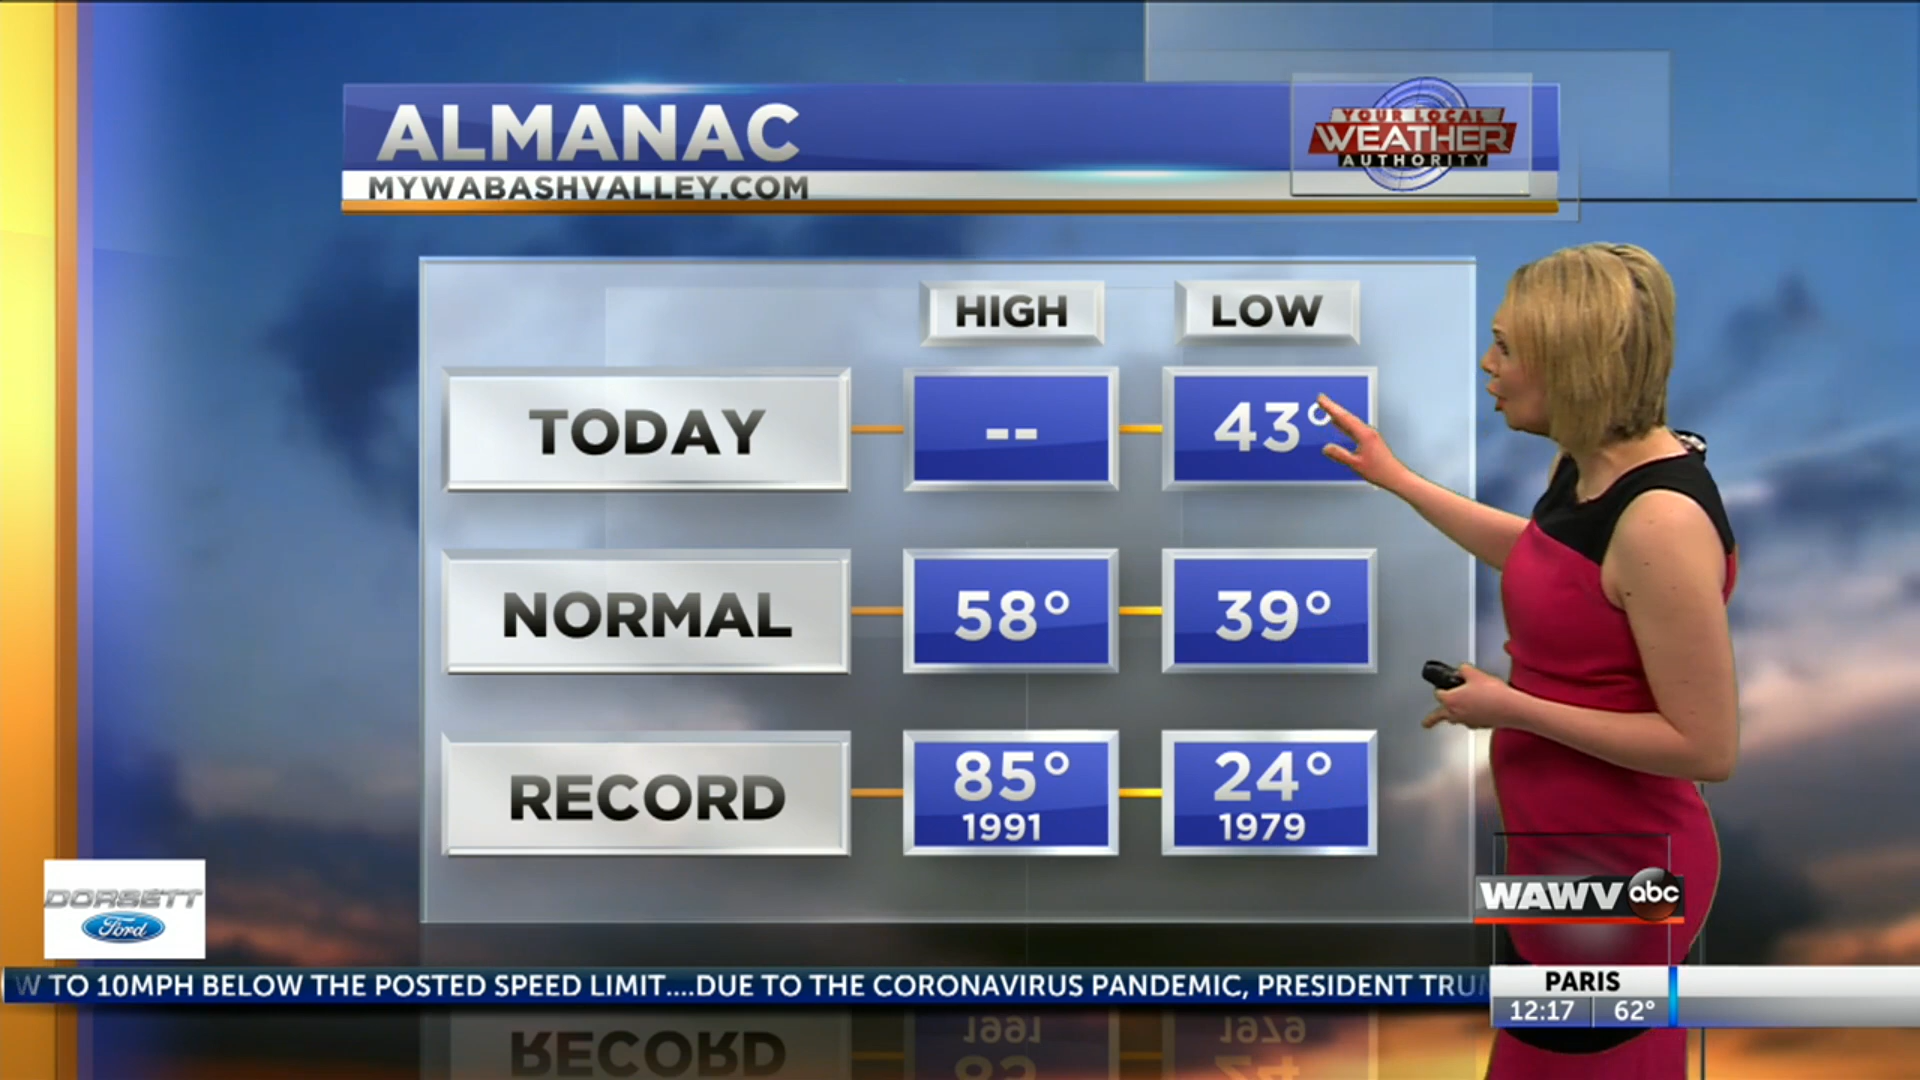 ALMANAC
MYWABASHVALLEY.COM
YOUR LOCAL
WEATHER
AUTHORITY
HIGH LOW
TODAY -- 43°
NORMAL 58° 39°
RECORD 85° 24°
1991 1979
DORSETT
Ford
WAWV abc
W TO 10MPH BELOW THE POSTED SPEED LIMIT....DUE TO THE CORONAVIRUS PANDEMIC, PRESIDENT TRU
PARIS
12:17 62°